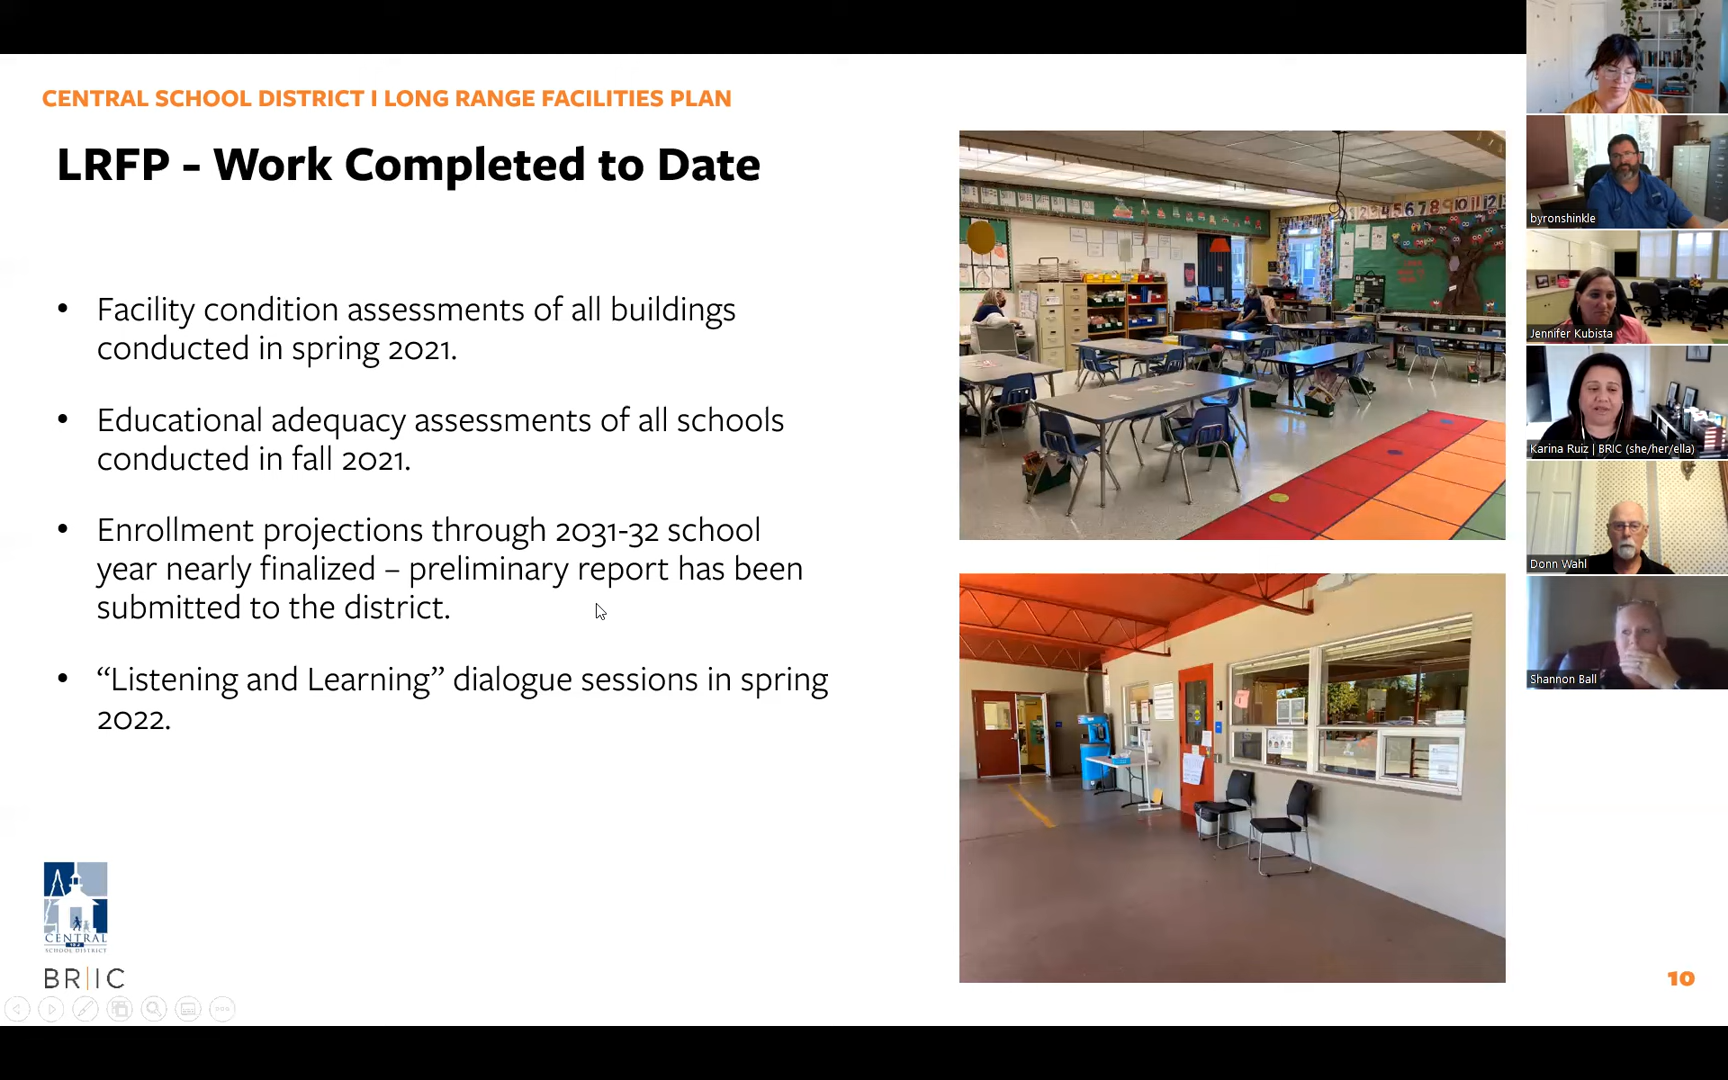 CENTRAL SCHOOL DISTRICT I LONG RANGE FACILITIES PLAN
LRFP - Work Completed to Date
• Facility condition assessments of all buildings
conducted in spring 2021.
• Educational adequacy assessments of all schools
conducted in fall 2021.
• Enrollment projections through 2031-32 school
year nearly finalized – preliminary report has been
submitted to the district.
• “Listening and Learning” dialogue sessions in spring
2022.
CENTRAL
SCHOOL DISTRICT
BR|IC
10
byronshinkle
Jennifer Kubista
Karina Ruiz | BRIC (she/her/ella)
Donn Wahl
Shannon Ball